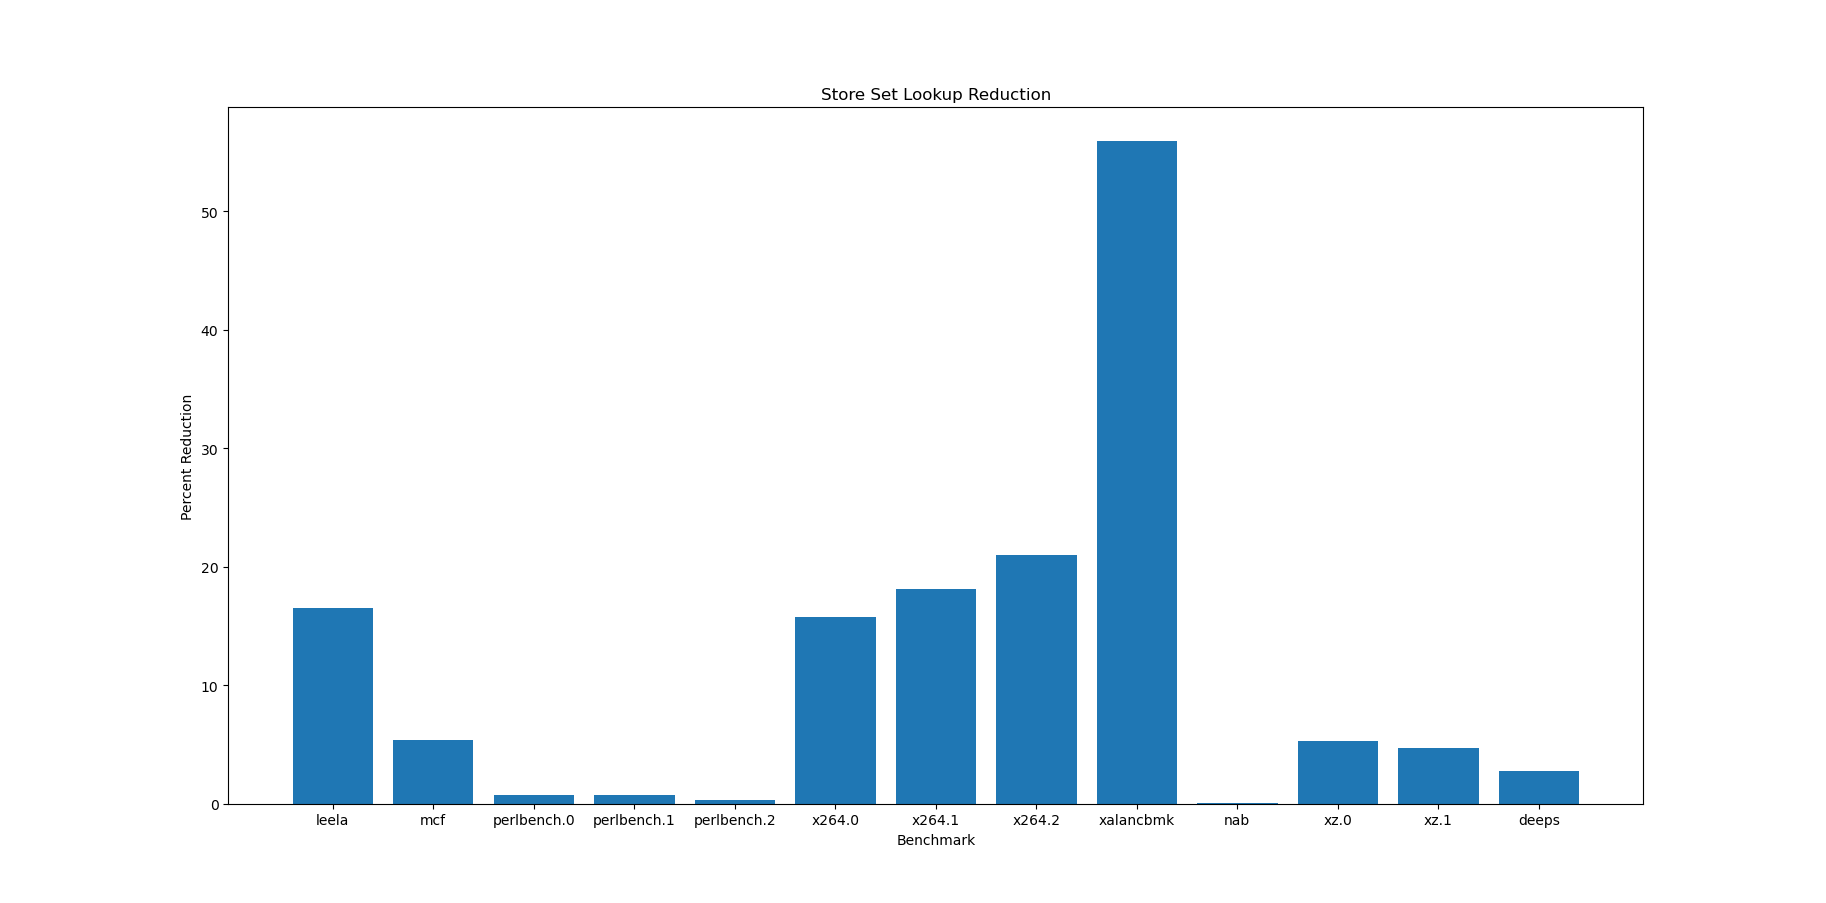 Store Set Lookup Reduction
Percent Reduction
50
40
30
20
10
0
leela mcf perlbench.0 perlbench.1 perlbench.2 x264.0 x264.1 x264.2 xalancbmk nab xz.0 xz.1 deeps
Benchmark